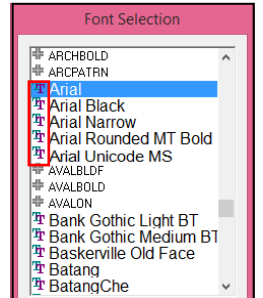 Font Selection
ARCHBOLD
ARCPATRN
Arial
Arial Black
Arial Narrow
Arial Rounded MT Bold
Arial Unicode MS
AVALBLDF
AVALBOLD
AVALON
Bank Gothic Light BT
Bank Gothic Medium BT
Baskerville Old Face
Batang
BatangChe